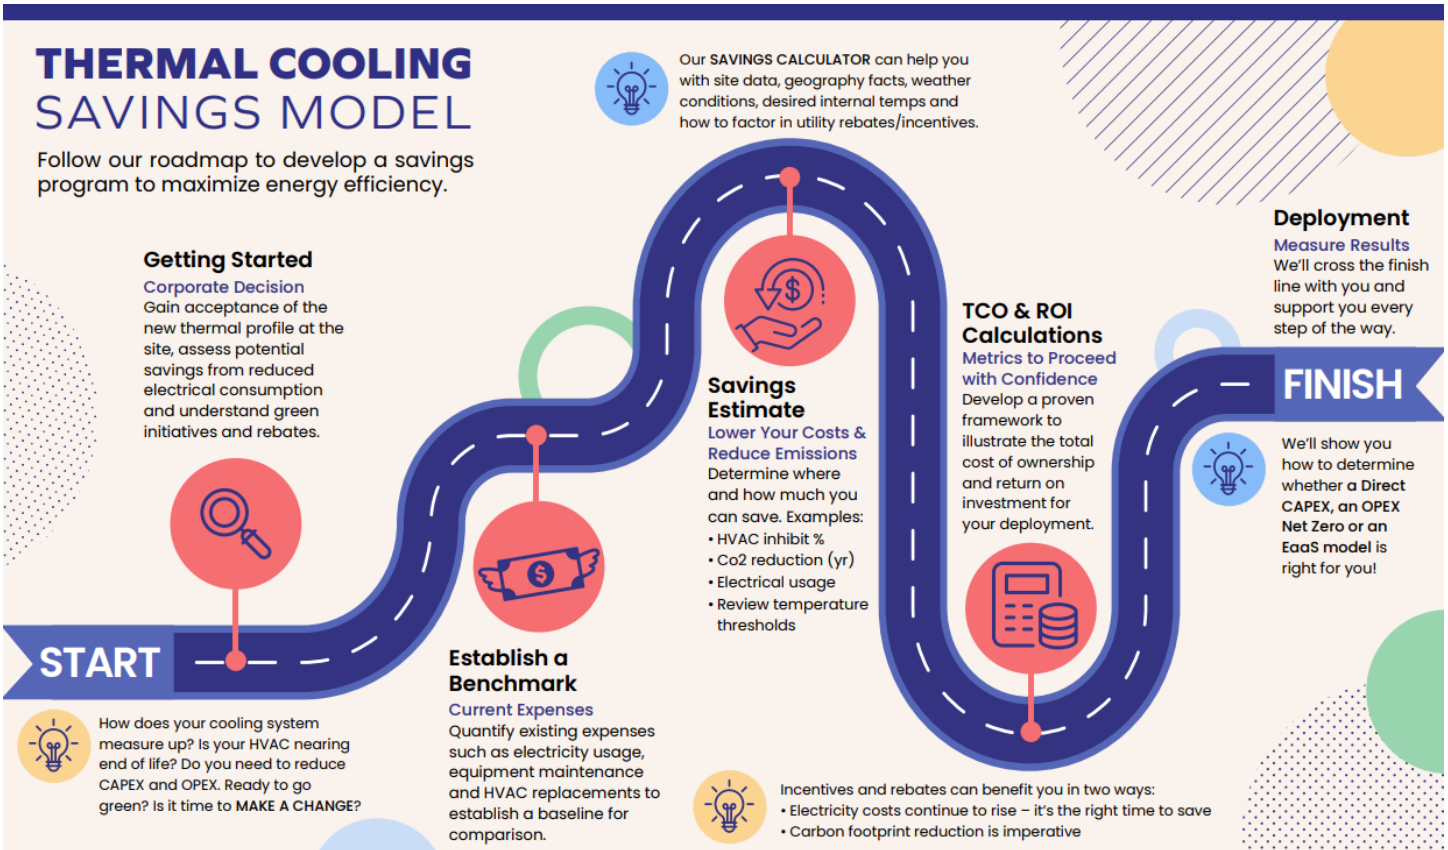 THERMAL COOLING
SAVINGS MODEL
Follow our roadmap to develop a savings
program to maximize energy efficiency.
Our SAVINGS CALCULATOR can help you
with site data, geography facts, weather
conditions, desired internal temps and
how to factor in utility rebates/incentives.
START
Getting Started
Corporate Decision
Gain acceptance of the
new thermal profile at the
site, assess potential
savings from reduced
electrical consumption
and understand green
initiatives and rebates.
How does your cooling system
measure up? Is your HVAC nearing
end of life? Do you need to reduce
CAPEX and OPEX. Ready to go
green? Is it time to MAKE A CHANGE?
$
Establish a
Benchmark
Current Expenses
Quantify existing expenses
such as electricity usage,
equipment maintenance
and HVAC replacements to
establish a baseline for
comparison.
$
Savings
Estimate
Lower Your Costs &
Reduce Emissions
Determine where
and how much you
can save. Examples:
• HVAC inhibit %
• Co2 reduction (yr)
• Electrical usage
• Review temperature
thresholds
TCO & ROI
Calculations
Metrics to Proceed
with Confidence
Develop a proven
framework to
illustrate the total
cost of ownership
and return on
investment for
your deployment.
Incentives and rebates can benefit you in two ways:
• Electricity costs continue to rise – it's the right time to save
• Carbon footprint reduction is imperative
Deployment
Measure Results
We'll cross the finish
line with you and
support you every
step of the way.
FINISH
We'll show you
how to determine
whether a Direct
CAPEX, an OPEX
Net Zero or an
EaaS model is
right for you!